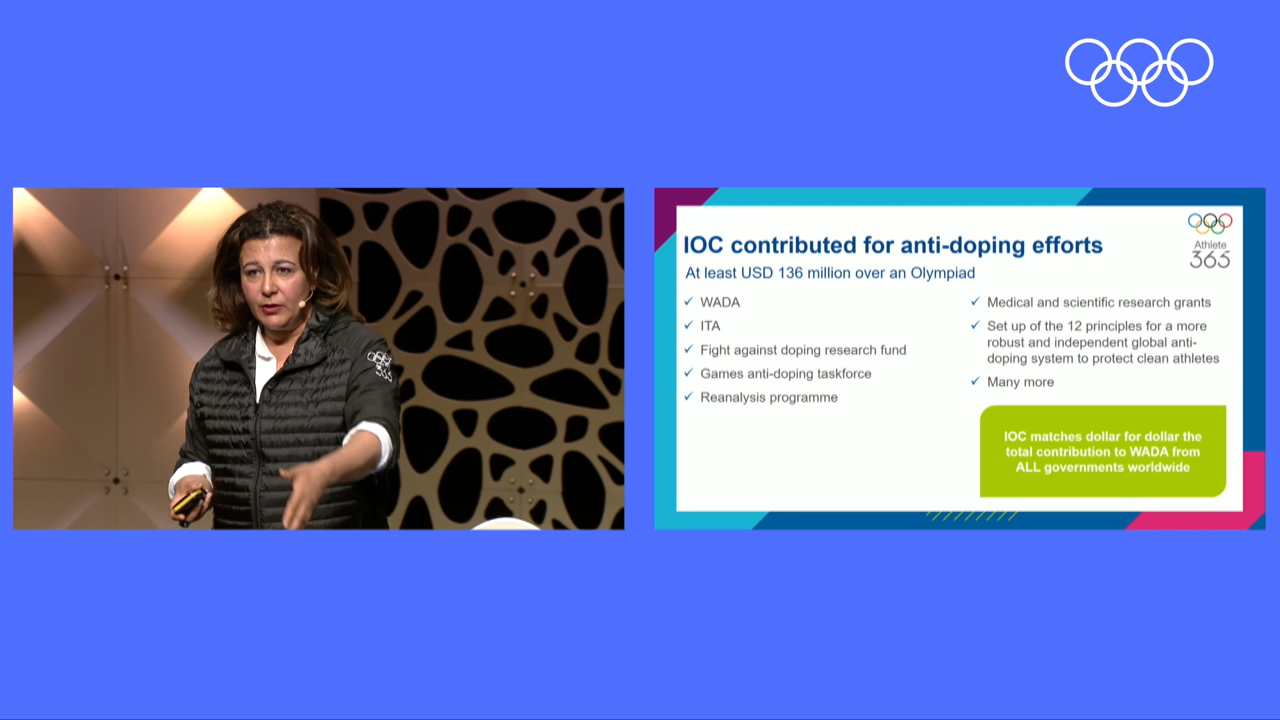 IOC contributed for anti-doping efforts
At least USD 136 million over an Olympiad
WADA
ITA
Fight against doping research fund
Games anti-doping taskforce
Reanalysis programme
Medical and scientific research grants
Set up of the 12 principles for a more
robust and independent global anti-
doping system to protect clean athletes
Many more
IOC matches dollar for dollar the
total contribution to WADA from
ALL governments worldwide
Athlete
365
365